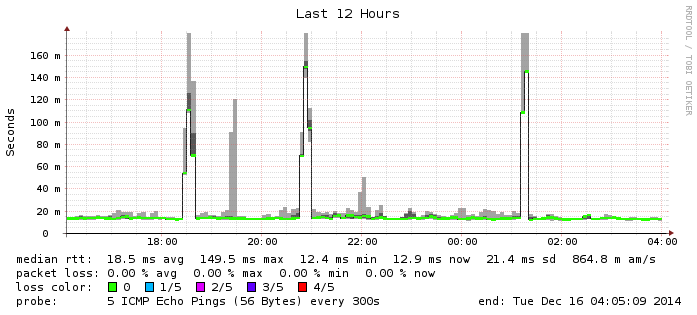 Last 12 Hours
RRDTOOL / TOBI OETIKER
Seconds
160 m
140 m
120 m
100 m
80 m
60 m
40 m
20 m
0
18:00 20:00 22:00 00:00 02:00 04:00
median rtt: 18.5 ms avg 149.5 ms max 12.4 ms min 12.9 ms now 21.4 ms sd 864.8 m am/s
packet loss: 0.00 % avg 0.00 % max 0.00 % min 0.00 % now
loss color: 0 1/5 2/5 3/5 4/5
probe: 5 ICMP Echo Pings (56 Bytes) every 300s end: Tue Dec 16 04:05:09 2014